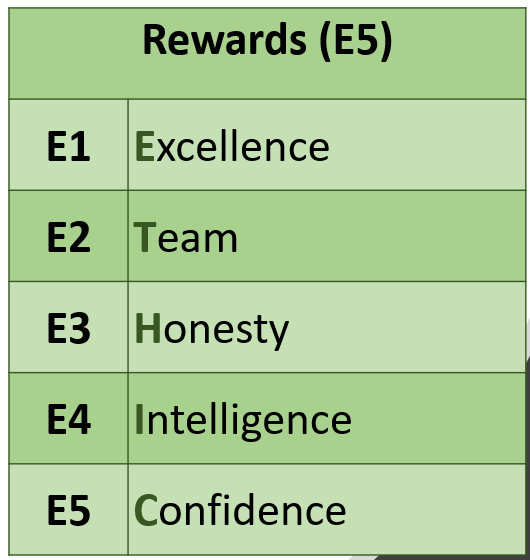 Rewards (E5)
E1 Excellence
E2 Team
E3 Honesty
E4 Intelligence
E5 Confidence